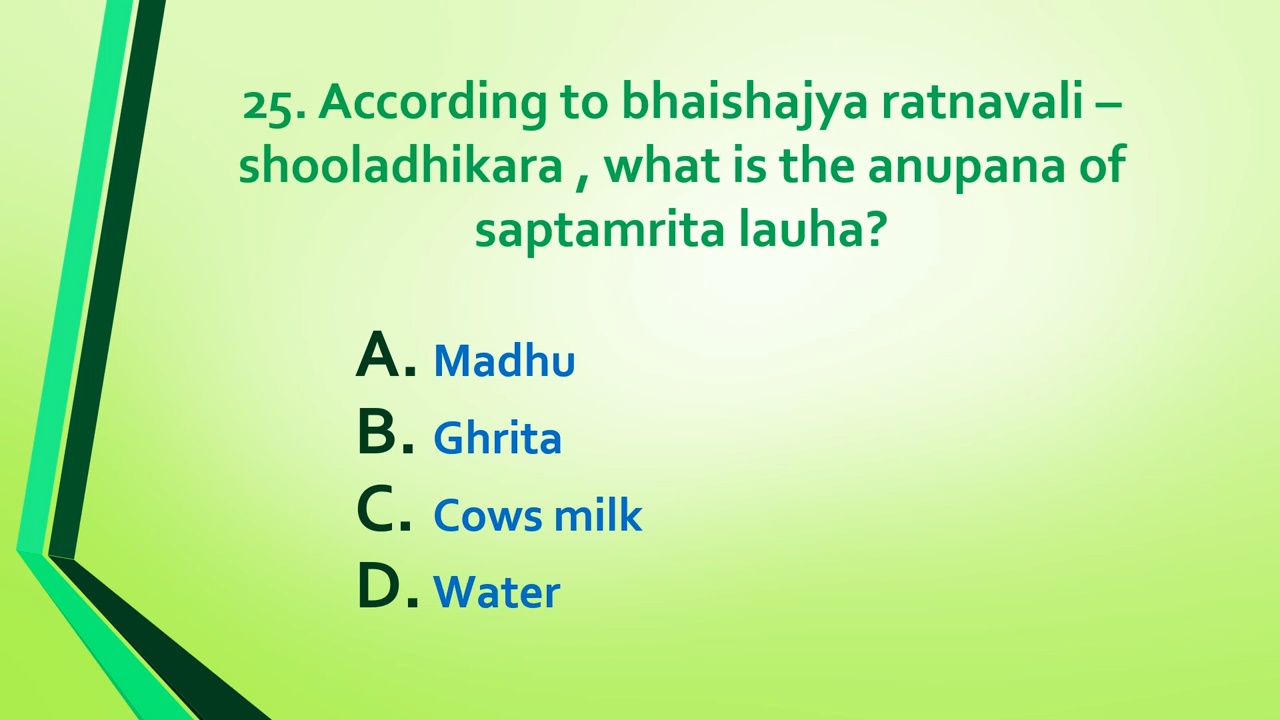 25. According to bhaishajya ratnavali –
shooladhikara , what is the anupana of
saptamrita lauha?
A. Madhu
B. Ghrita
C. Cows milk
D. Water